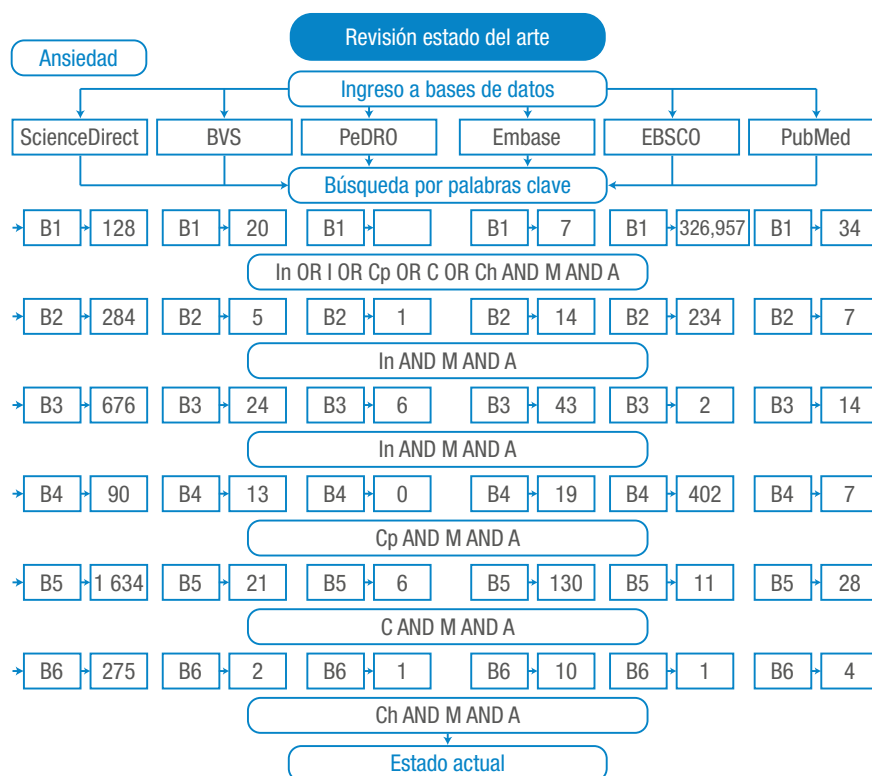 Revisión estado del arte
Ansiedad
Ingreso a bases de datos
ScienceDirect BVS PeDRO Embase EBSCO PubMed
Búsqueda por palabras clave
B1 128 B1 20 B1 B1 7 B1 326,957 B1 34
In OR I OR Cp OR C OR Ch AND M AND A
B2 284 B2 5 B2 1 B2 14 B2 234 B2 7
In AND M AND A
B3 676 B3 24 B3 6 B3 43 B3 2 B3 14
In AND M AND A
B4 90 B4 13 B4 0 B4 19 B4 402 B4 7
Cp AND M AND A
B5 1 634 B5 21 B5 6 B5 130 B5 11 B5 28
C AND M AND A
B6 275 B6 2 B6 1 B6 10 B6 1 B6 4
Ch AND M AND A
Estado actual